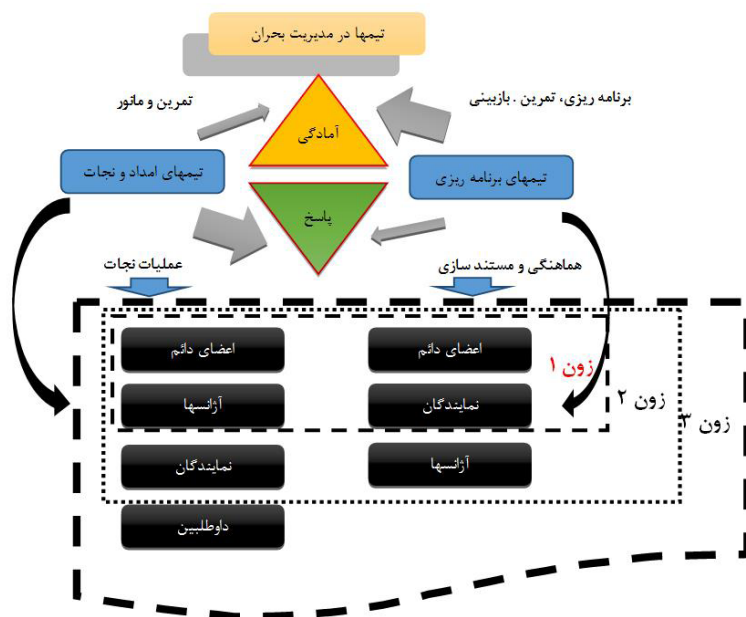 تیمها در مدیریت بحران
برنامه ریزی، تمرین . بازبینی
تمرین و مانور
آمادگی
تیمهای برنامه ریزی
تیمهای امداد و نجات
پاسخ
هماهنگی و مستند سازی
عملیات نجات
اعضای دائم
اعضای دائم
زون ۱
نمایندگان
آژانسها
زون ۲
زون ۳
آژانسها
نمایندگان
داوطلبین